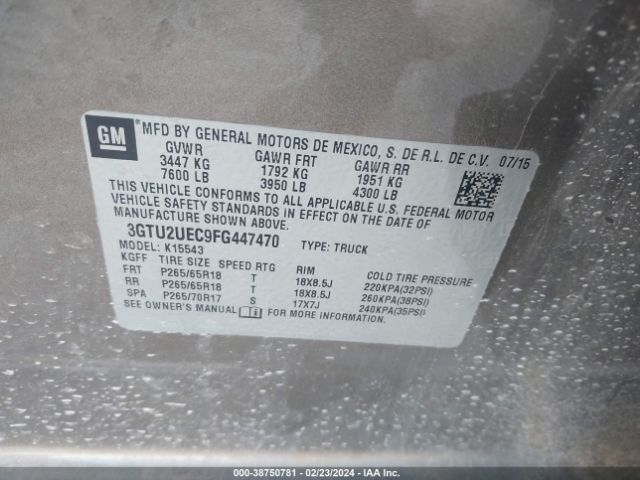 GM MFD BY GENERAL MOTORS DE MEXICO, S. DE R.L. DE C.V. 07/15
GVWR GAWR FRT GAWR RR
3447 KG 1792 KG 1951 KG
7600 LB 3950 LB 4300 LB
THIS VEHICLE CONFORMS TO ALL APPLICABLE U.S. FEDERAL MOTOR
VEHICLE SAFETY STANDARDS IN EFFECT ON THE DATE OF
MANUFACTURE SHOWN ABOVE.
3GTU2UEC9FG447470 TYPE: TRUCK
MODEL: K15543
KGFF TIRE SIZE SPEED RTG RIM COLD TIRE PRESSURE
FRT P265/65R18 T 18X8.5J 220KPA(32PSI)
RR P265/65R18 T 18X8.5J 260KPA(38PSI)
SPA P265/70R17 S 17X7J 240KPA(35PSI)
SEE OWNER'S MANUAL FOR MORE INFORMATION.
000-38750781 - 02/23/2024 - IAA Inc.